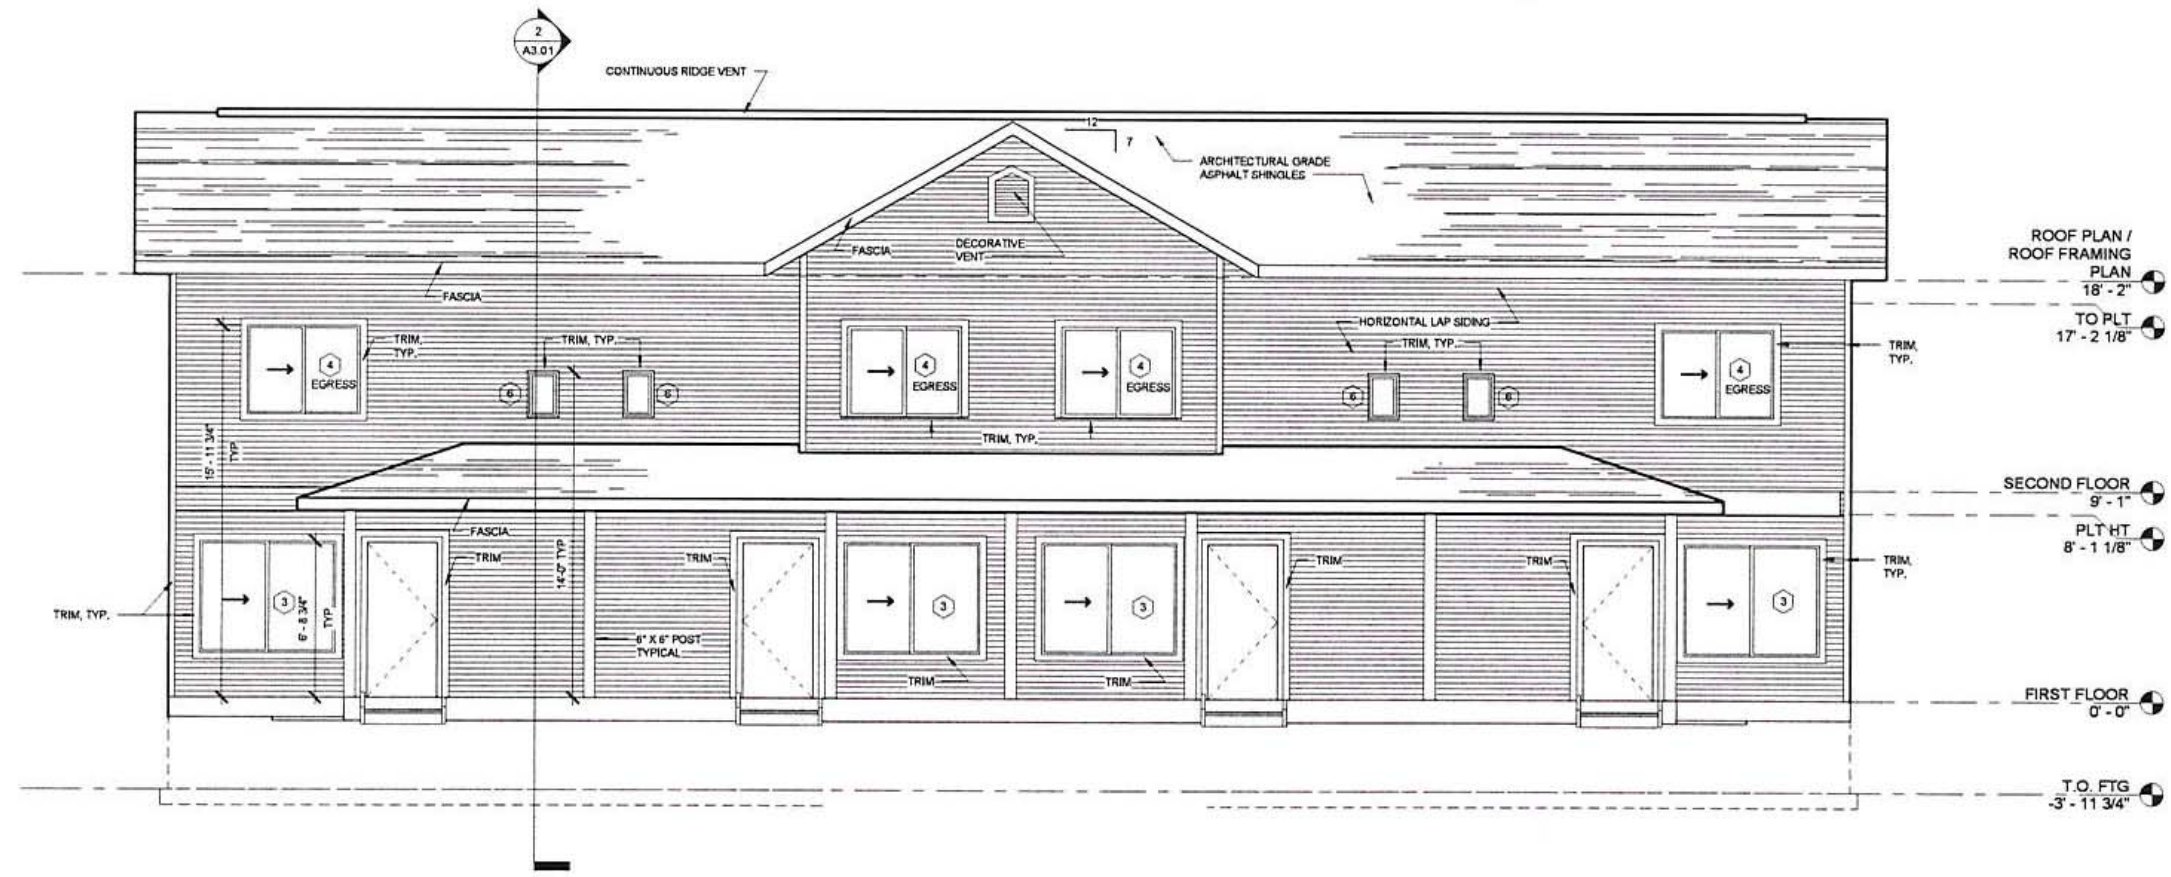 2
A3.01
CONTINUOUS RIDGE VENT
12
7
ARCHITECTURAL GRADE
ASPHALT SHINGLES
FASCIA
DECORATIVE
VENT
FASCIA
ROOF PLAN /
ROOF FRAMING
PLAN
18' - 2"
TO PLT
17' - 2 1/8"
HORIZONTAL LAP SIDING
TRIM,
TYP.
TRIM, TYP.
TRIM, TYP.
TRIM,
TYP.
4
EGRESS
4
EGRESS
4
EGRESS
4
EGRESS
6
6
6
6
15' - 11 3/4"
TYP
TRIM, TYP.
SECOND FLOOR
9' - 1"
PLT HT
8' - 1 1/8"
FASCIA
TRIM
14'-0" TYP
TRIM
TRIM
TRIM
TRIM,
TYP.
3
6' - 8 3/4"
TYP
3
3
3
TRIM, TYP.
6" X 6" POST
TYPICAL
TRIM
TRIM
FIRST FLOOR
0' - 0"
T.O. FTG
-3' - 11 3/4"